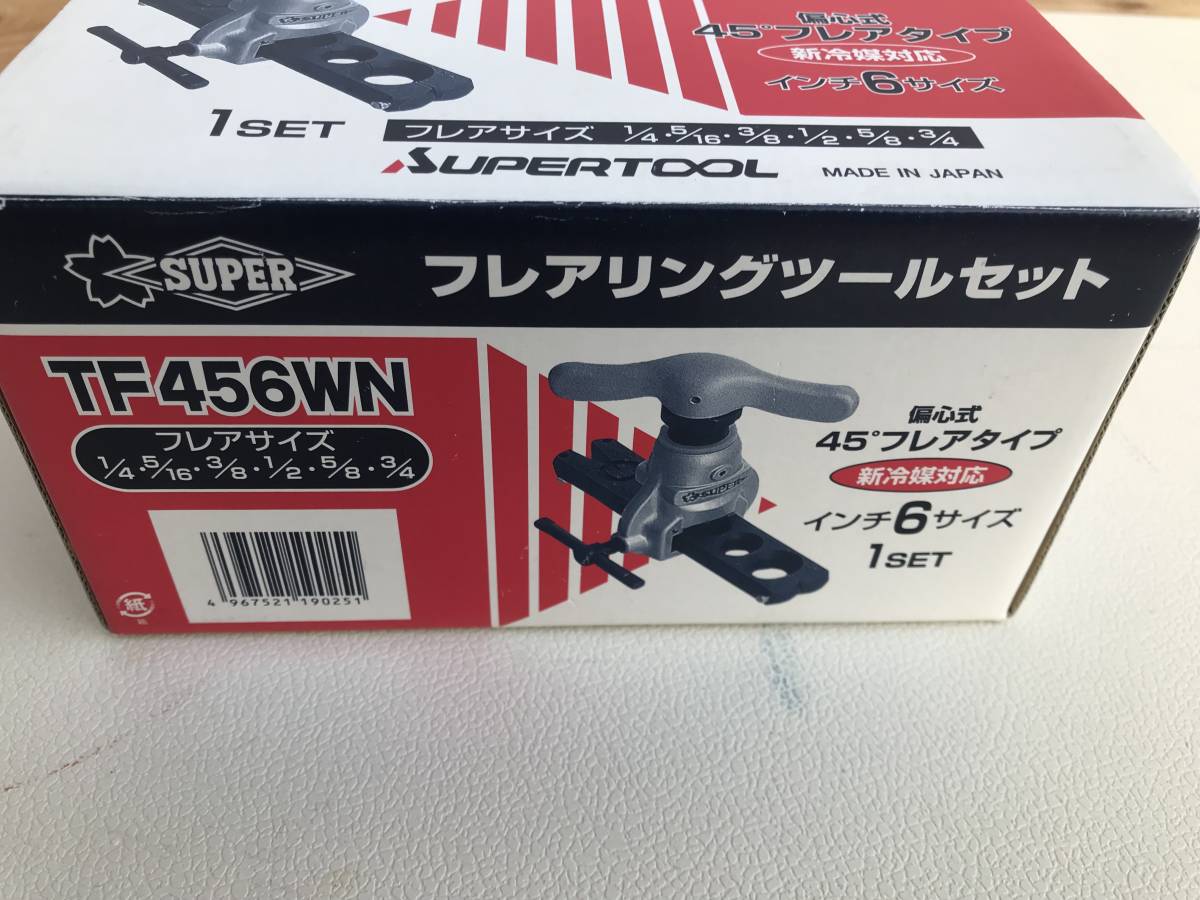 偏心式
45°フレアタイプ
新冷媒対応
インチ6サイズ
1SET
フレアサイズ 1/4・5/16・3/8・1/2・5/8・3/4
SUPERTOOL MADE IN JAPAN
SUPER フレアリングツールセット
TF456WN
フレアサイズ
1/4・5/16・3/8・1/2・5/8・3/4
4 967521 190251
紙
SUPER
偏心式
45°フレアタイプ
新冷媒対応
インチ6サイズ
1SET